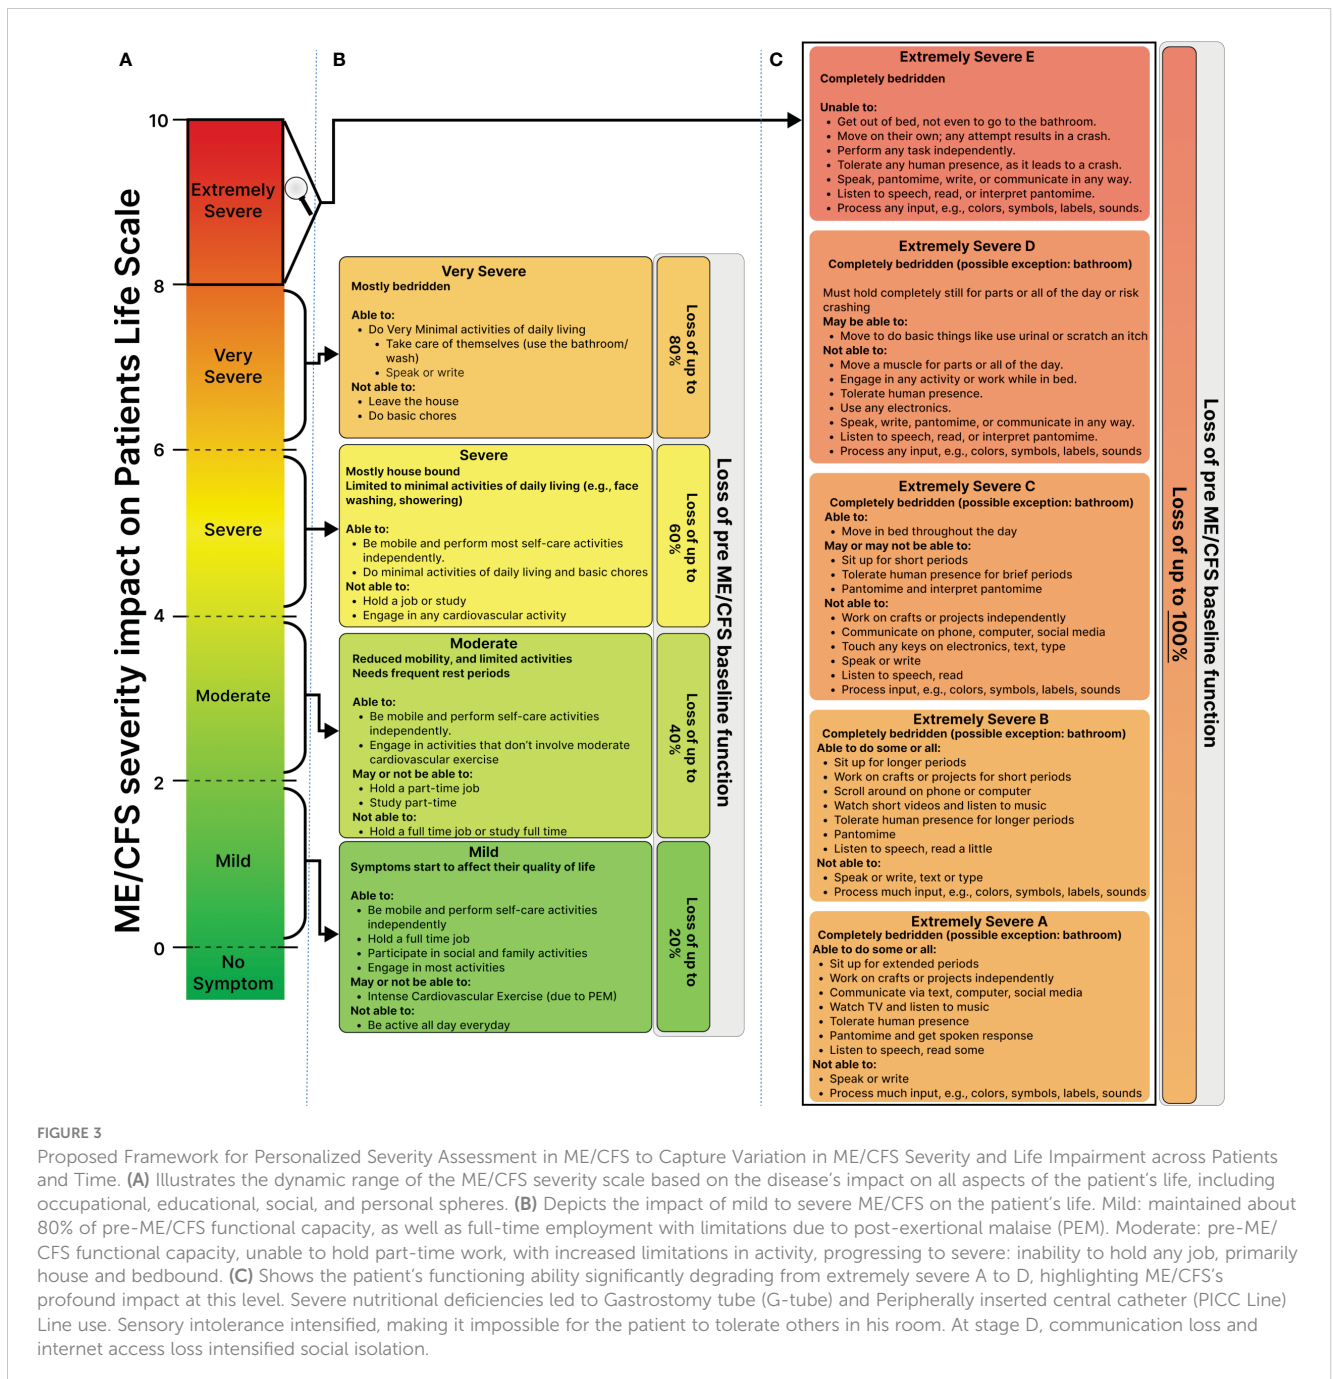 A
B
C
ME/CFS severity impact on Patients Life Scale
10
8
6
4
2
0
Extremely
Severe
Very
Severe
Severe
Moderate
Mild
No
Symptom
Very Severe
Mostly bedridden
Able to:
• Do Very Minimal activities of daily living
• Take care of themselves (use the bathroom/
wash)
• Speak or write
Not able to:
• Leave the house
• Do basic chores
Loss of up to
80%
Severe
Mostly house bound
Limited to minimal activities of daily living (e.g., face
washing, showering)
Able to:
• Be mobile and perform most self-care activities
independently.
• Do minimal activities of daily living and basic chores
Not able to:
• Hold a job or study
• Engage in any cardiovascular activity
Loss of up to
60%
Moderate
Reduced mobility, and limited activities
Needs frequent rest periods
Able to:
• Be mobile and perform self-care activities
independently.
• Engage in activities that don't involve moderate
cardiovascular exercise
May or not be able to:
• Hold a part-time job
• Study part-time
Not able to:
• Hold a full time job or study full time
Loss of up to
40%
Mild
Symptoms start to affect their quality of life
Able to:
• Be mobile and perform self-care activities
independently
• Hold a full time job
• Participate in social and family activities
• Engage in most activities
May or not be able to:
• Intense Cardiovascular Exercise (due to PEM)
Not able to:
• Be active all day everyday
Loss of up to
20%
Loss of pre ME/CFS baseline function
Extremely Severe E
Completely bedridden
Unable to:
• Get out of bed, not even to go to the bathroom.
• Move on their own; any attempt results in a crash.
• Perform any task independently.
• Tolerate any human presence, as it leads to a crash.
• Speak, pantomime, write, or communicate in any way.
• Listen to speech, read, or interpret pantomime.
• Process any input, e.g., colors, symbols, labels, sounds.
Extremely Severe D
Completely bedridden (possible exception: bathroom)
Must hold completely still for parts or all of the day or risk
crashing
May be able to:
• Move to do basic things like use urinal or scratch an itch
Not able to:
• Move a muscle for parts or all of the day.
• Engage in any activity or work while in bed.
• Tolerate human presence.
• Use any electronics.
• Speak, write, pantomime, or communicate in any way.
• Listen to speech, read, or interpret pantomime.
• Process any input, e.g., colors, symbols, labels, sounds
Extremely Severe C
Completely bedridden (possible exception: bathroom)
Able to:
• Move in bed throughout the day
May or may not be able to:
• Sit up for short periods
• Tolerate human presence for brief periods
• Pantomime and interpret pantomime
Not able to:
• Work on crafts or projects independently
• Communicate on phone, computer, social media
• Touch any keys on electronics, text, type
• Speak or write
• Listen to speech, read
• Process input, e.g., colors, symbols, labels, sounds
Extremely Severe B
Completely bedridden (possible exception: bathroom)
Able to do some or all:
• Sit up for longer periods
• Work on crafts or projects for short periods
• Scroll around on phone or computer
• Watch short videos and listen to music
• Tolerate human presence for longer periods
• Pantomime
• Listen to speech, read a little
Not able to:
• Speak or write, text or type
• Process much input, e.g., colors, symbols, labels, sounds
Extremely Severe A
Completely bedridden (possible exception: bathroom)
Able to do some or all:
• Sit up for extended periods
• Work on crafts or projects independently
• Communicate via text, computer, social media
• Watch TV and listen to music
• Tolerate human presence
• Pantomime and get spoken response
• Listen to speech, read some
Not able to:
• Speak or write
• Process much input, e.g., colors, symbols, labels, sounds
Loss of up to 100%
Loss of pre ME/CFS baseline function
FIGURE 3
Proposed Framework for Personalized Severity Assessment in ME/CFS to Capture Variation in ME/CFS Severity and Life Impairment across Patients
and Time. (A) Illustrates the dynamic range of the ME/CFS severity scale based on the disease's impact on all aspects of the patient's life, including
occupational, educational, social, and personal spheres. (B) Depicts the impact of mild to severe ME/CFS on the patient's life. Mild: maintained about
80% of pre-ME/CFS functional capacity, as well as full-time employment with limitations due to post-exertional malaise (PEM). Moderate: pre-ME/
CFS functional capacity, unable to hold part-time work, with increased limitations in activity, progressing to severe: inability to hold any job, primarily
house and bedbound. (C) Shows the patient's functioning ability significantly degrading from extremely severe A to D, highlighting ME/CFS's
profound impact at this level. Severe nutritional deficiencies led to Gastrostomy tube (G-tube) and Peripherally inserted central catheter (PICC Line)
Line use. Sensory intolerance intensified, making it impossible for the patient to tolerate others in his room. At stage D, communication loss and
internet access loss intensified social isolation.